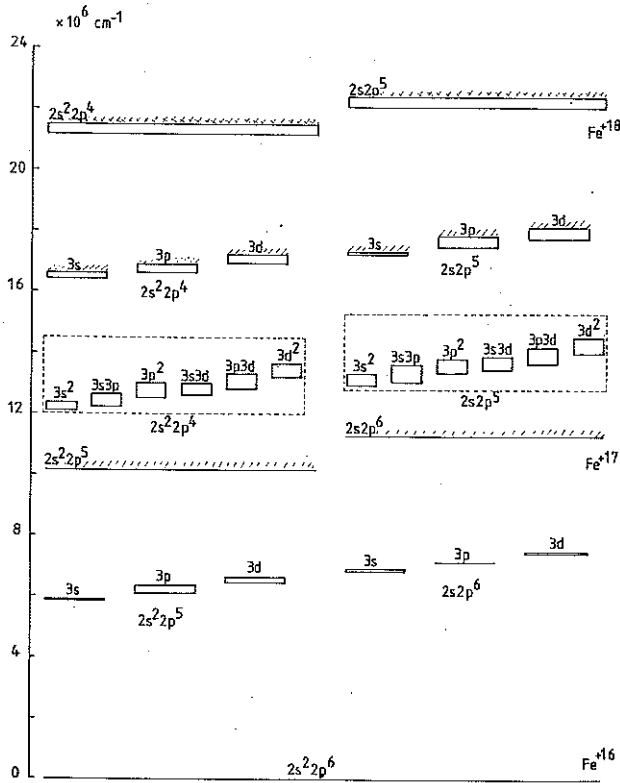 ×10⁶ cm⁻¹
24
2s2p⁵
2s²2p⁴
Fe⁺¹⁸
20
3s 3p 3d 3s 3p 3d
2s²2p⁴ 2s2p⁵
16
3s² 3s3p 3p² 3s3d 3p3d 3d² 3s² 3s3p 3p² 3s3d 3p3d 3d²
12
2s²2p⁴ 2s2p⁵
2s²2p⁵ 2s2p⁶
Fe⁺¹⁷
8
3s 3p 3d 3s 3p 3d
2s²2p⁵ 2s2p⁶
4
2s²2p⁶ Fe⁺¹⁶
0